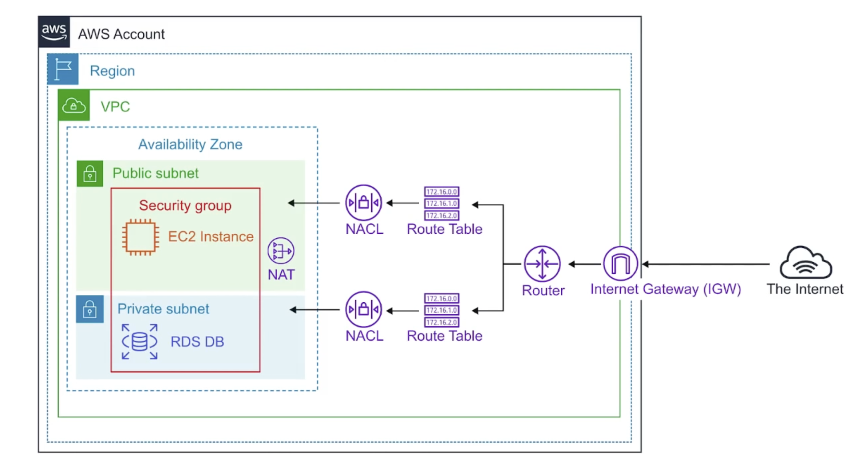 aws
AWS Account
Region
VPC
Availability Zone
Public subnet
Security group
EC2 Instance
NAT
Private subnet
RDS DB
NACL
172.16.0.0
172.16.1.0
172.16.2.0
Route Table
NACL
172.16.0.0
172.16.1.0
172.16.2.0
Route Table
Router
Internet Gateway (IGW)
The Internet